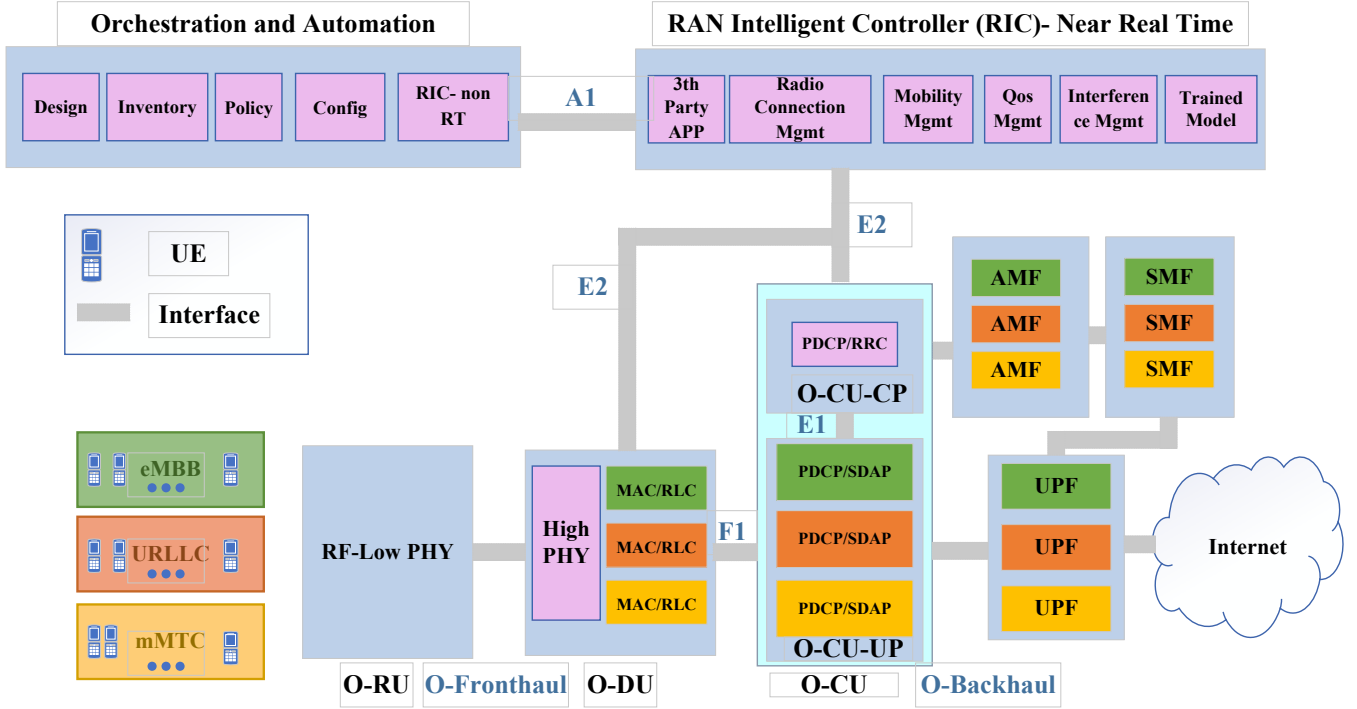 Orchestration and Automation
RAN Intelligent Controller (RIC)- Near Real Time
Design
Inventory
Policy
Config
RIC- non
RT
A1
3th
Party
APP
Radio
Connection
Mgmt
Mobility
Mgmt
Qos
Mgmt
Interferen
ce Mgmt
Trained
Model
UE
Interface
E2
E2
AMF
AMF
AMF
SMF
SMF
SMF
PDCP/RRC
O-CU-CP
E1
eMBB
URLLC
mMTC
RF-Low PHY
High
PHY
MAC/RLC
MAC/RLC
MAC/RLC
F1
PDCP/SDAP
PDCP/SDAP
PDCP/SDAP
O-CU-UP
UPF
UPF
UPF
Internet
O-RU
O-Fronthaul
O-DU
O-CU
O-Backhaul